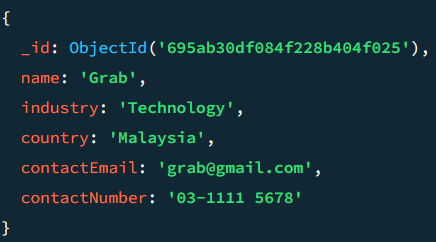 {
  _id: ObjectId('695ab30df084f228b404f025'),
  name: 'Grab',
  industry: 'Technology',
  country: 'Malaysia',
  contactEmail: 'grab@gmail.com',
  contactNumber: '03-1111 5678'
}